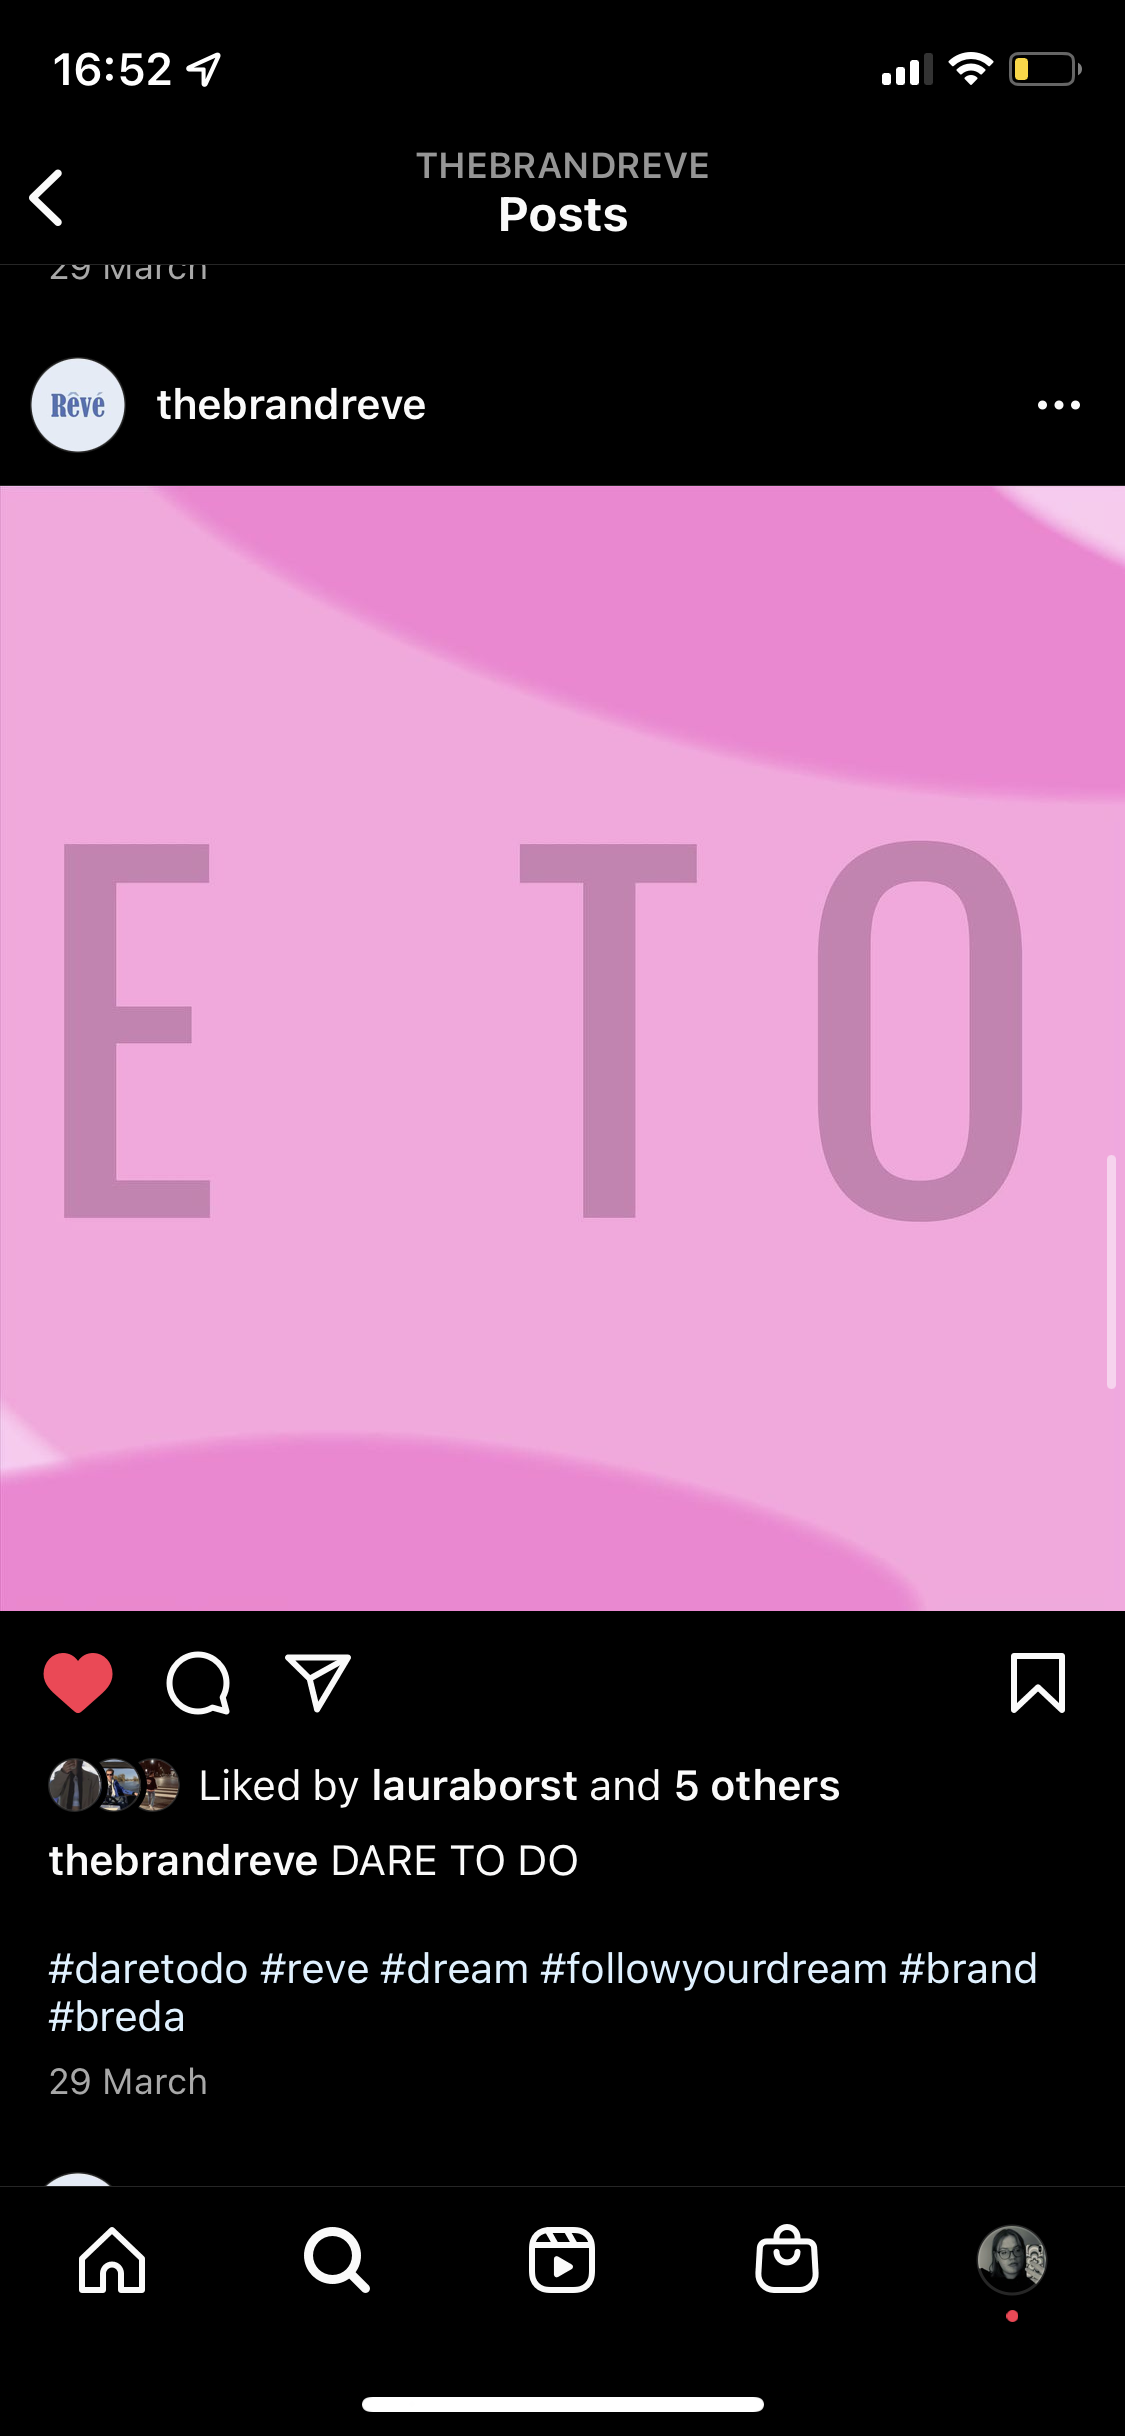 16:52
THEBRANDREVE
Posts
29 March
Rêvé
thebrandreve
E TO
Liked by lauraborst and 5 others
thebrandreve DARE TO DO
#daretodo #reve #dream #followyourdream #brand
#breda
29 March